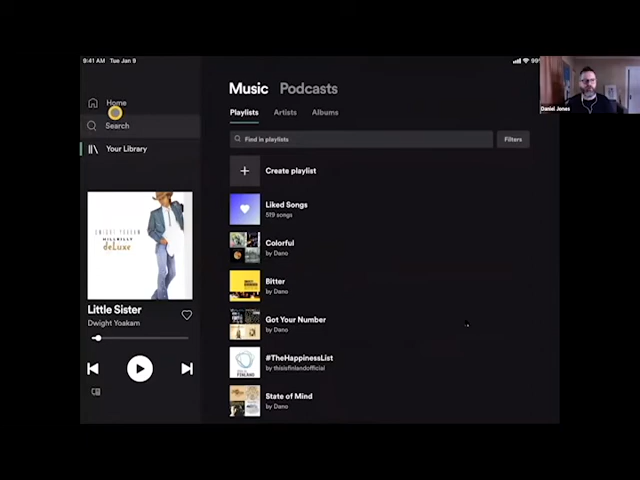 9:41 AM Tue Jan 9
Home
Search
Your Library
DWIGHT YOAKAM
HILLBILLY
deLuxe
Little Sister
Dwight Yoakam
Music Podcasts
Playlists Artists Albums
Find in playlists
Filters
Create playlist
Liked Songs
519 songs
Colorful
by Dano
Bitter
by Dano
Got Your Number
by Dano
#TheHappinessList
by thisisfinlandofficial
State of Mind
by Dano
Daniel Jones